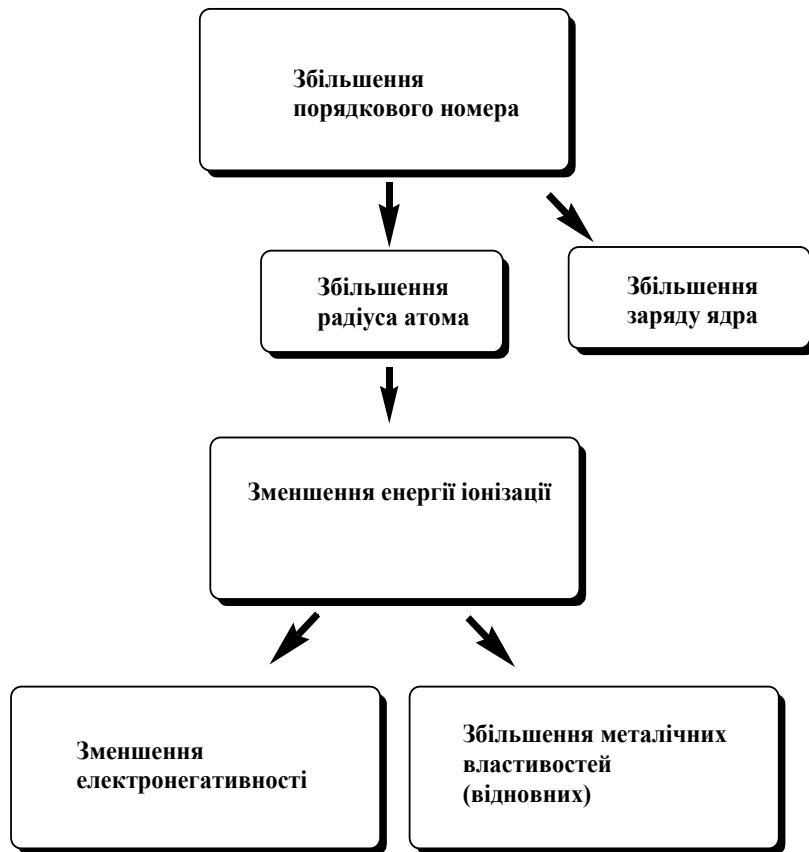 Збільшення
порядкового номера
Збільшення
радіуса атома
Збільшення
заряду ядра
Зменшення енергії іонізації
Зменшення
електронегативності
Збільшення металічних
властивостей
(відновних)